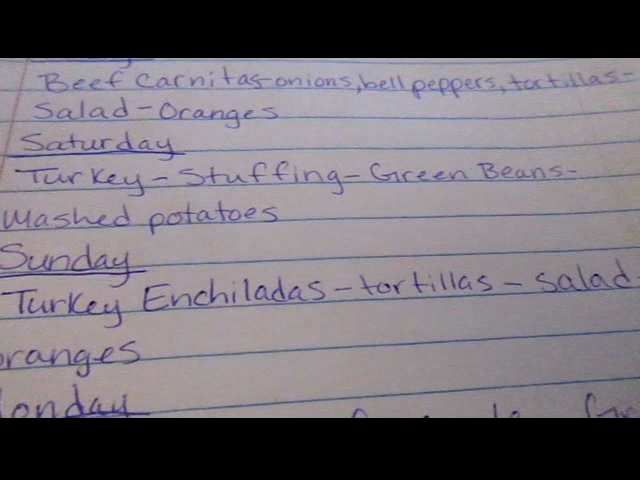 Beef Carnitas-onions, bell peppers, tortillas-
Salad-Oranges
Saturday
Turkey-Stuffing-Green Beans-
Mashed potatoes
Sunday
Turkey Enchiladas-tortillas-salad
oranges
Monday